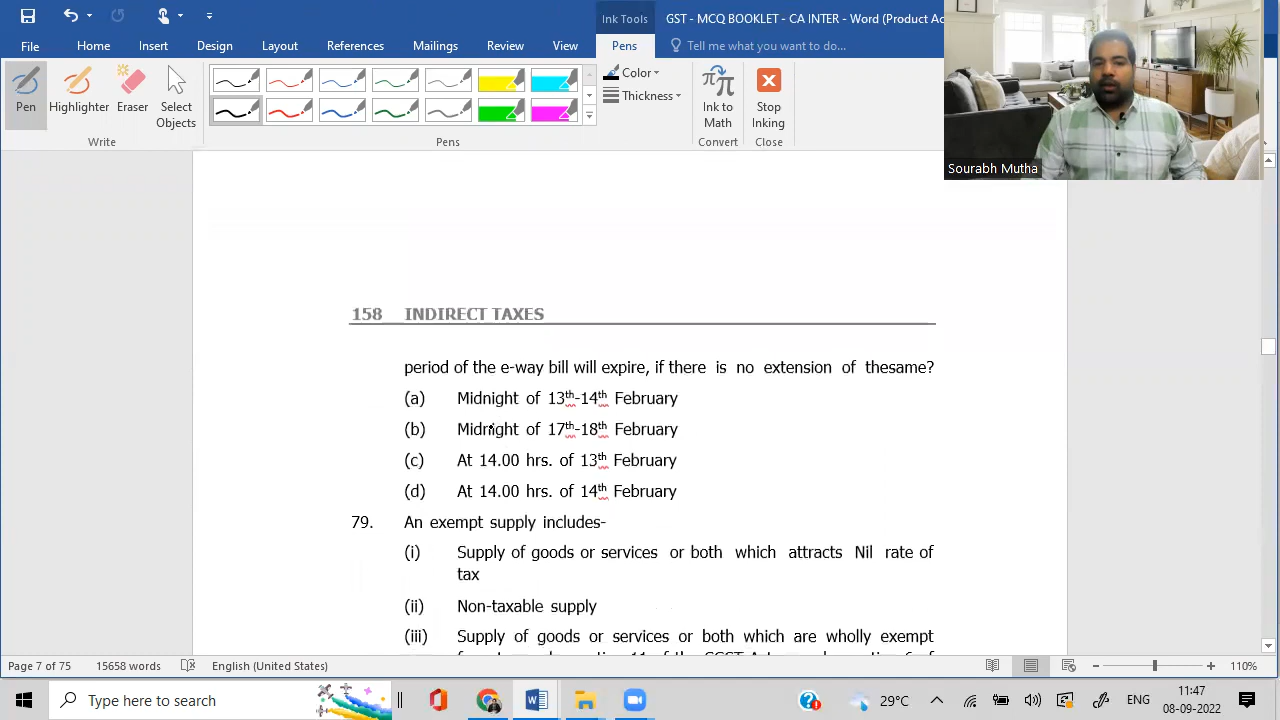 Ink Tools
GST - MCQ BOOKLET - CA INTER - Word (Product Ac
File Home Insert Design Layout References Mailings Review View Pens Tell me what you want to do...
Pen Highlighter Eraser Select Objects
Color
Thickness
Ink to Math
Stop Inking
Write Pens Convert Close
Sourabh Mutha
158 INDIRECT TAXES
period of the e-way bill will expire, if there is no extension of thesame?
(a) Midnight of 13th-14th February
(b) Midnight of 17th-18th February
(c) At 14.00 hrs. of 13th February
(d) At 14.00 hrs. of 14th February
79. An exempt supply includes-
(i) Supply of goods or services or both which attracts Nil rate of
tax
(ii) Non-taxable supply
(iii) Supply of goods or services or both which are wholly exempt
Page 7 of 75 15658 words English (United States) 110%
Type here to search
29°C ENG
11:47
08-09-2022